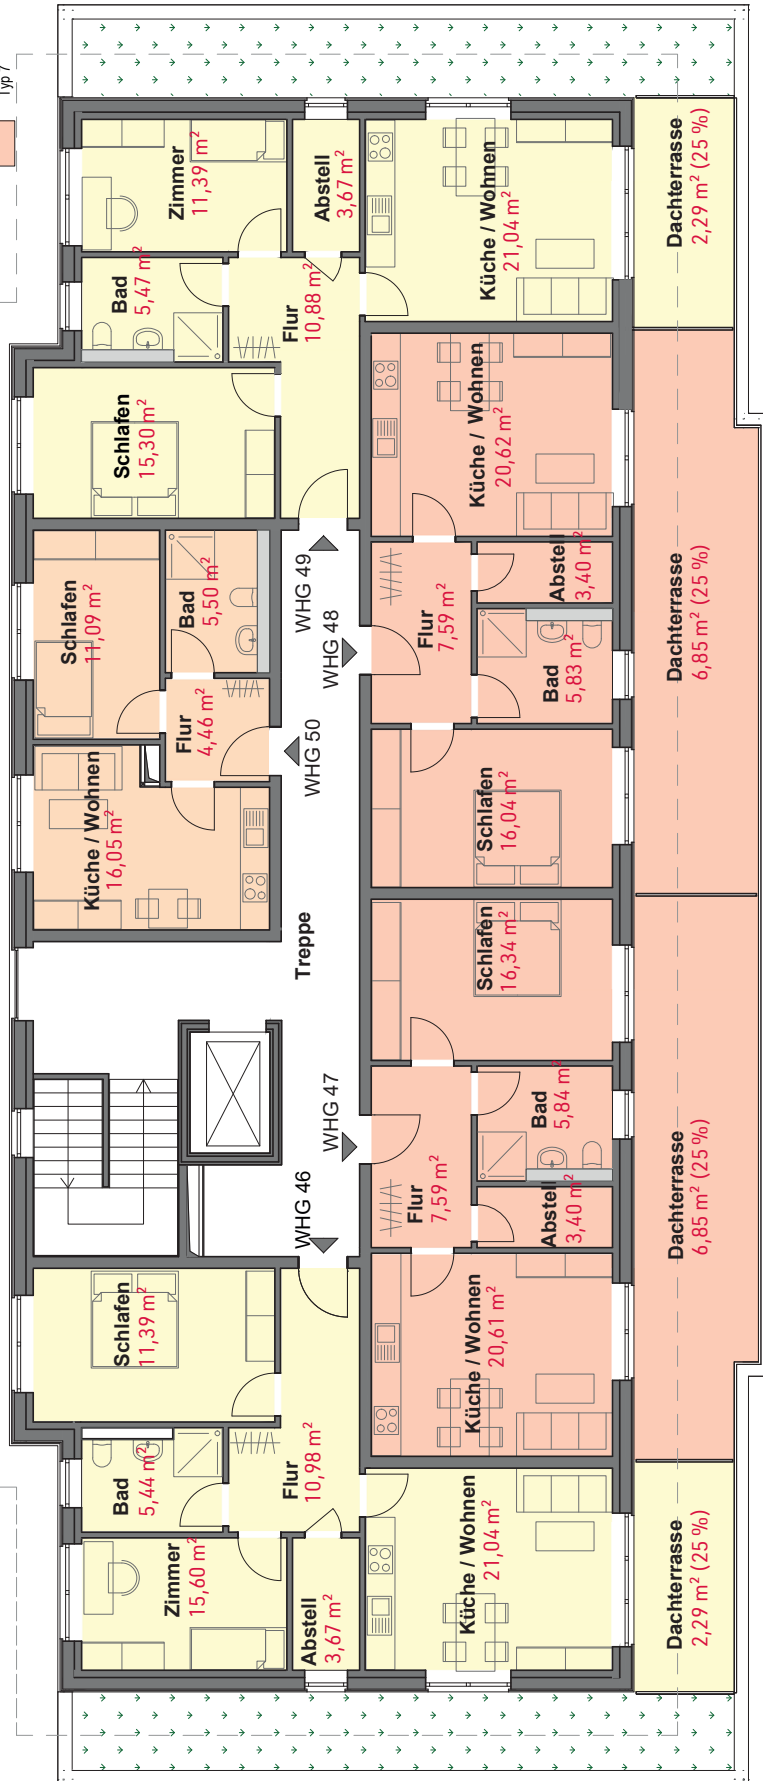 Typ 7
Zimmer
11,39 m²
Abstell
3,67 m²
Küche / Wohnen
21,04 m²
Dachterrasse
2,29 m² (25 %)
Bad
5,47 m²
Flur
10,88 m²
Schlafen
15,30 m²
Küche / Wohnen
20,62 m²
Schlafen
11,09 m²
Bad
5,50 m²
WHG 49
WHG 48
Flur
7,59 m²
Abstell
3,40 m²
Dachterrasse
6,85 m² (25 %)
Bad
5,83 m²
Flur
4,46 m²
WHG 50
Küche / Wohnen
16,05 m²
Schlafen
16,04 m²
Treppe
Schlafen
16,34 m²
WHG 47
WHG 46
Bad
5,84 m²
Flur
7,59 m²
Abstell
3,40 m²
Dachterrasse
6,85 m² (25 %)
Schlafen
11,39 m²
Küche / Wohnen
20,61 m²
Bad
5,44 m²
Flur
10,98 m²
Zimmer
15,60 m²
Abstell
3,67 m²
Küche / Wohnen
21,04 m²
Dachterrasse
2,29 m² (25 %)